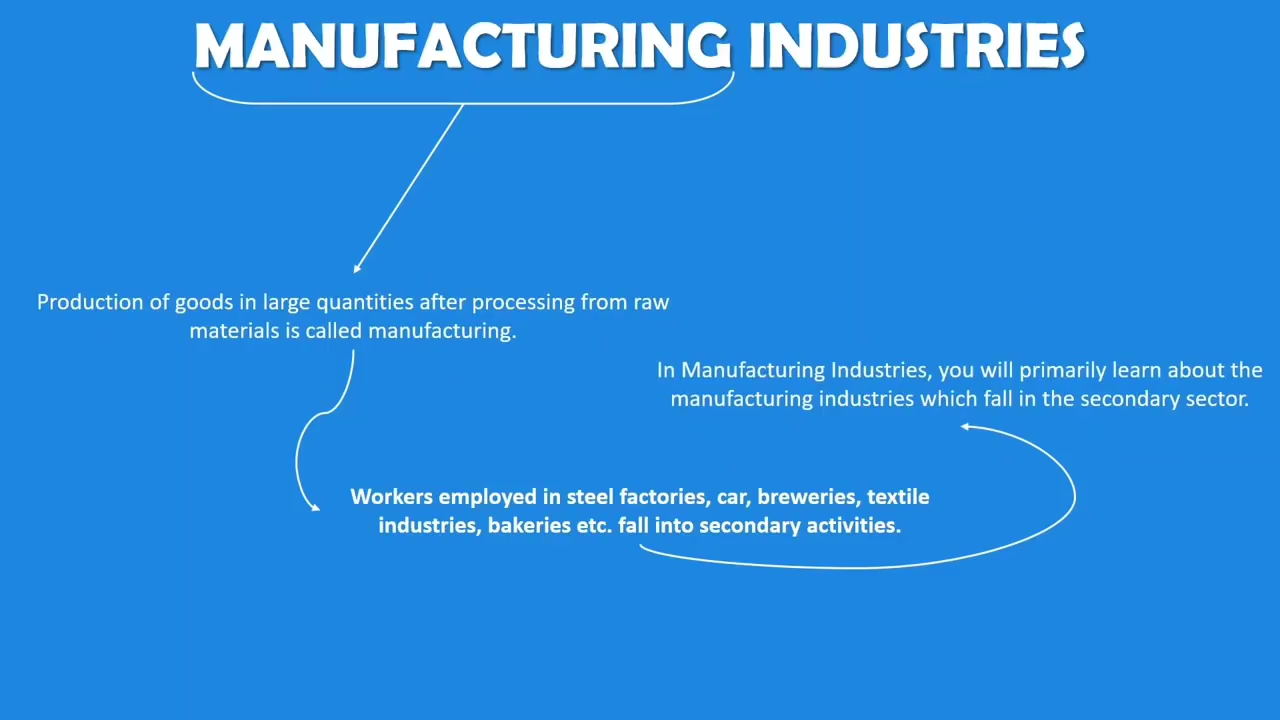 MANUFACTURING INDUSTRIES
Production of goods in large quantities after processing from raw
materials is called manufacturing.
In Manufacturing Industries, you will primarily learn about the
manufacturing industries which fall in the secondary sector.
Workers employed in steel factories, car, breweries, textile
industries, bakeries etc. fall into secondary activities.